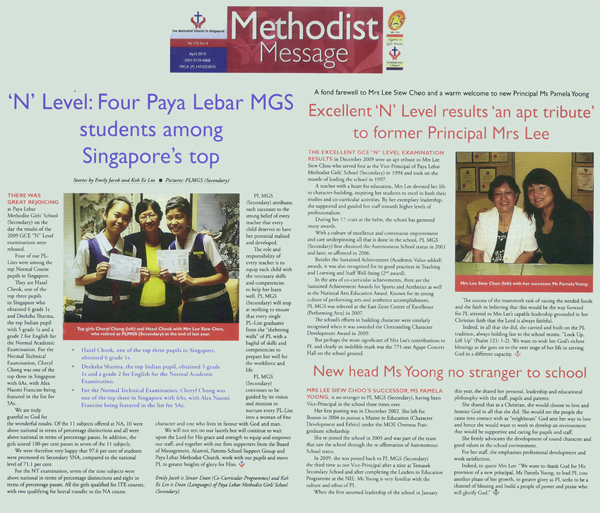 The Methodist Church in Singapore
April 2010
Methodist
Message
'N' Level: Four Paya Lebar MGS
students among
Singapore's top
Stories by Emily Jacob and Koh Ee Lin ■ Pictures: PLMGS (Secondary)
THERE WAS
GREAT REJOICING
at Paya Lebar
Methodist Girls' School
(Secondary) on the
day the results of the
2009 GCE "N" Level
examinations were
released.
Four of our PL-
Lites were among the
top Normal Course
pupils in Singapore.
They are Hazel
Cheok, one of the
top three pupils
in Singapore who
obtained 6 grade 1s
and Deeksha Sharma,
the top Indian pupil
with 5 grade 1s and a
grade 2 for English for
the Normal Academic
Examination. For the
Normal Technical
Examination, Cheryl
Chung was one of the
top three in Singapore
with 6As, with Alex
Naomi Francine being
featured in the list for
5As.
We are truly
grateful to God for
the wonderful results. Of the 11 subjects offered at NA, 10 were
above national in terms of percentage distinctions and all were
above national in terms of percentage passes. In addition, the
girls scored 100-per cent passes in seven of the 11 subjects.
We were therefore very happy that 97.6 per cent of students
were promoted to Secondary 5NA, compared to the national
level of 71.1 per cent.
For the NT examination, seven of the nine subjects were
above national in terms of percentage distinctions and eight in
terms of percentage passes. All the girls qualified for ITE courses,
with two qualifying for lateral transfer to the NA course.
Top girls Cheryl Chung (left) and Hazel Cheok with Mrs Lee Siew Cheo,
who retired as PLMGS (Secondary) at the end of last year.
• Hazel Cheok, one of the top three pupils in Singapore,
obtained 6 grade 1s.
• Deeksha Sharma, the top Indian pupil, obtained 5 grade
1s and a grade 2 for English for the Normal Academic
Examination.
• For the Normal Technical Examination, Cheryl Chung was
one of the top three in Singapore with 6As, with Alex Naomi
Francine being featured in the list for 5As.
PL MGS
(Secondary) attributes
such successes to the
strong belief of every
teacher that every
child deserves to have
her potential realised
and developed.
The role and
responsibility of
every teacher is to
equip each child with
the necessary skills
and competencies
to help her learn
well. PL MGS
(Secondary) will stop
at nothing to ensure
that every single
PL-Lite graduates
from the "sheltering
walls" of PL with a
bagful of skills and
competencies to
prepare her well for
the workforce and
life.
PL MGS
(Secondary)
continues to be
guided by its vision
and mission to
nurture every PL-Lite
into a woman of fine
character and one who lives in favour with God and man.
We will not rest on our laurels but will continue to wait
upon the Lord for His grace and strength to equip and empower
our staff, and together with our firm supporters from the Board
of Management, Alumni, Parents-School Support Group and
Paya Lebar Methodist Church, work with our pupils and move
PL to greater heights of glory for Him.
Emily Jacob is Senior Dean (Co-Curricular Programmes) and Koh
Ee Lin is Dean (Languages) of Paya Lebar Methodist Girls School
(Secondary).
A fond farewell to Mrs Lee Siew Cheo and a warm welcome to new Principal Ms Pamela Yoong
Excellent 'N' Level results 'an apt tribute'
to former Principal Mrs Lee
THE EXCELLENT GCE "N" LEVEL EXAMINATION
RESULTS in December 2009 were an apt tribute to Mrs Lee
Siew Cheo who served first as the Vice-Principal of Paya Lebar
Methodist Girls' School (Secondary) in 1994 and took on the
mantle of leading the school in 1997.
A teacher with a heart for education, Mrs Lee devoted her life
to character-building, inspiring her students to excel in both their
studies and co-curricular activities. By her exemplary leadership,
she supported and guided her staff towards higher levels of
professionalism.
During her 17 years at the helm, the school has garnered
many awards.
With a culture of excellence and continuous improvement
and care underpinning all that is done in the school, PL MGS
(Secondary) first obtained the Autonomous School status in 2001
and later, re-affirmed in 2006.
Besides the Sustained Achievement (Academic Value-added)
awards, it was also recognised for its good practices in Teaching
and Learning and Staff Well-being (2nd award).
In the area of co-curricular achievements, there are the
Sustained Achievement Awards for Sports and Aesthetics as well
as the National Arts Education Award. Known for its strong
culture of performing arts and aesthetics accomplishment,
PL MGS was selected as the East Zone Centre of Excellence
(Performing Arts) in 2007.
The school's efforts in building character were similarly
recognised when it was awarded the Outstanding Character
Development Award in 2009.
But perhaps the most significant of Mrs Lee's contributions to
PL and clearly an indelible mark was the 771-seat Agape Concert
Hall on the school ground.
Mrs Lee Siew Cheo (left) with her successor, Ms Pamela Yoong.
The success of the mammoth task of raising the needed funds
and the faith in believing that this would be the way forward
for PL attested to Mrs Lee's capable leadership grounded in her
Christian faith that the Lord is always faithful.
Indeed, in all that she did, she carried and built on the PL
tradition, always holding fast to the school motto, "Look Up,
Lift Up" (Psalm 121: 1-2). We want to wish her God's richest
blessings as she goes on to the next stage of her life in serving
God in a different capacity.
New head Ms Yoong no stranger to school
MRS LEE SIEW CHEO'S SUCCESSOR, MS PAMELA
YOONG, is no stranger to PL MGS (Secondary), having been
Vice-Principal in the school three times over.
Her first posting was in December 2002. She left for
Boston in 2004 to pursue a Master in Education (Character
Development and Ethics) under the MOE Overseas Post-
graduate scholarship.
She re-joined the school in 2005 and was part of the team
that saw the school through the re-affirmation of Autonomous
School status.
In 2009, she was posted back to PL MGS (Secondary)
the third time as our Vice-Principal after a stint at Temasek
Secondary School and after completing the Leaders in Education
Programme at the NIE. Ms Yoong is very familiar with the
culture and ethos of PL.
When she first assumed leadership of the school in January
this year, she shared her personal, leadership and educational
philosophy with the staff, pupils and parents.
She shared that as a Christian, she would choose to love and
honour God in all that she did. She would see the people she
came into contact with as "neighbours" God sent her way to love
and hence she would want to work to develop an environment
that would be supportive and caring for pupils and staff.
She firmly advocates the development of sound character and
good values in the school environment.
For her staff, she emphasises professional development and
work satisfaction.
Indeed, to quote Mrs Lee: "We want to thank God for His
provision of a new principal, Ms Pamela Yoong, to lead PL into
another phase of her growth, to greater glory as PL seeks to be a
channel of blessing and build a people of power and praise who
will glorify God."